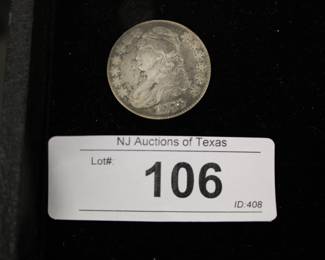 NJ Auctions of Texas
Lot#:
106
ID:408